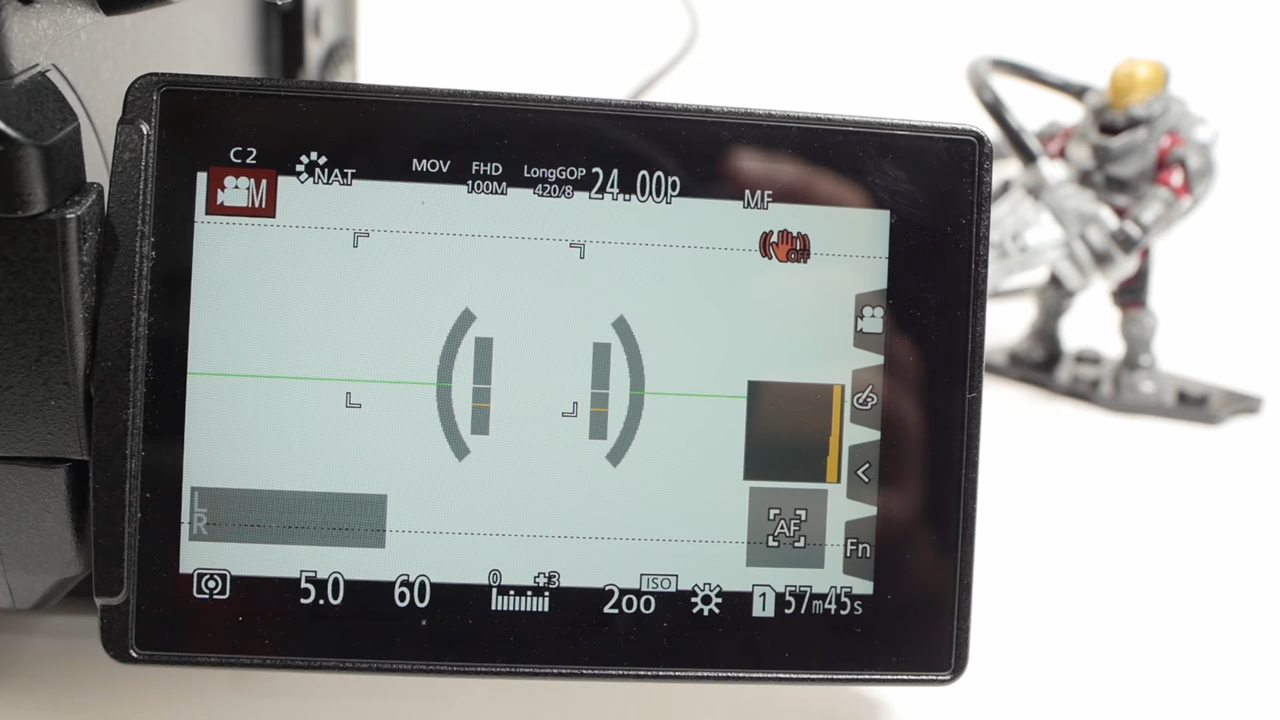 C2
NAT
MOV
FHD
100M
LongGOP
420/8
24.00p
MF
M
OFF
L
R
AF
Fn
5.0
60
0 +3
200
ISO
1
57m45s